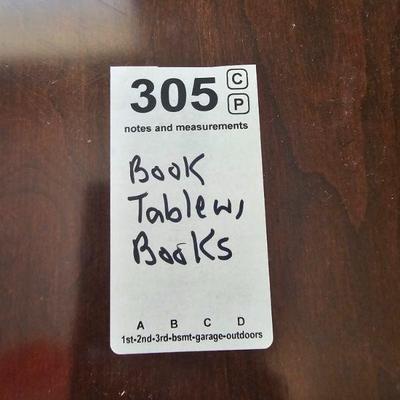 305 C
P
notes and measurements
Book
Table w,
Books
A B C D
1st-2nd-3rd-bsmt-garage-outdoors